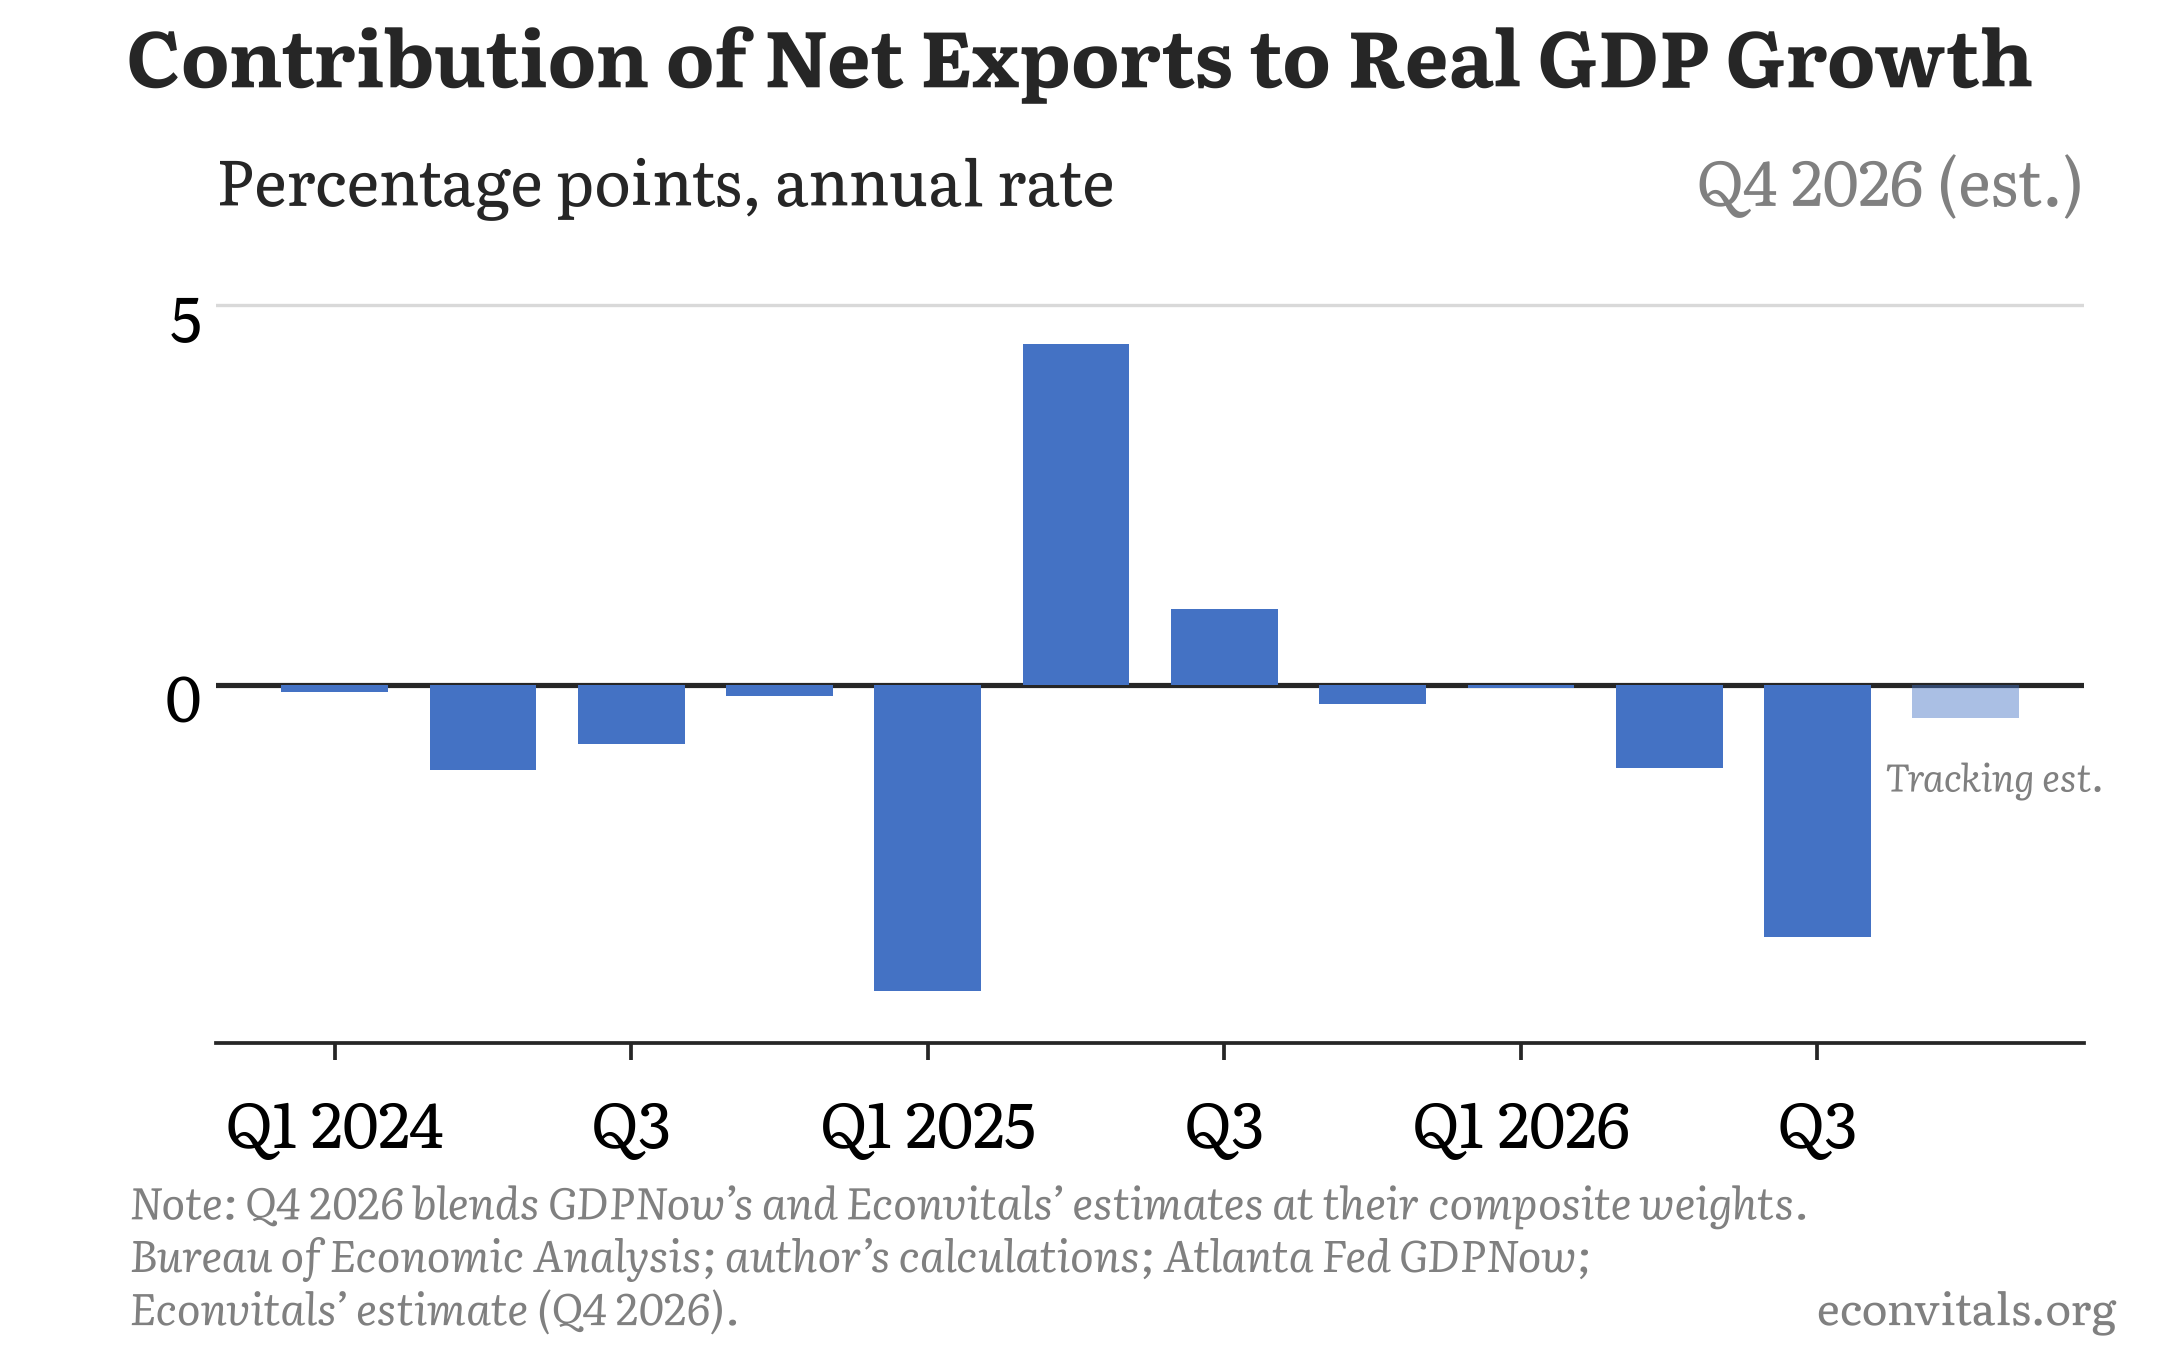 Contribution of Net Exports to Real GDP Growth
Percentage points, annual rate
Q4 2026 (est.)
5
0
Tracking est.
Q1 2024
Q3
Q1 2025
Q3
Q1 2026
Q3
Note: Q4 2026 blends GDPNow’s and Econvitals’ estimates at their composite weights.
Bureau of Economic Analysis; author’s calculations; Atlanta Fed GDPNow;
Econvitals’ estimate (Q4 2026).
econvitals.org